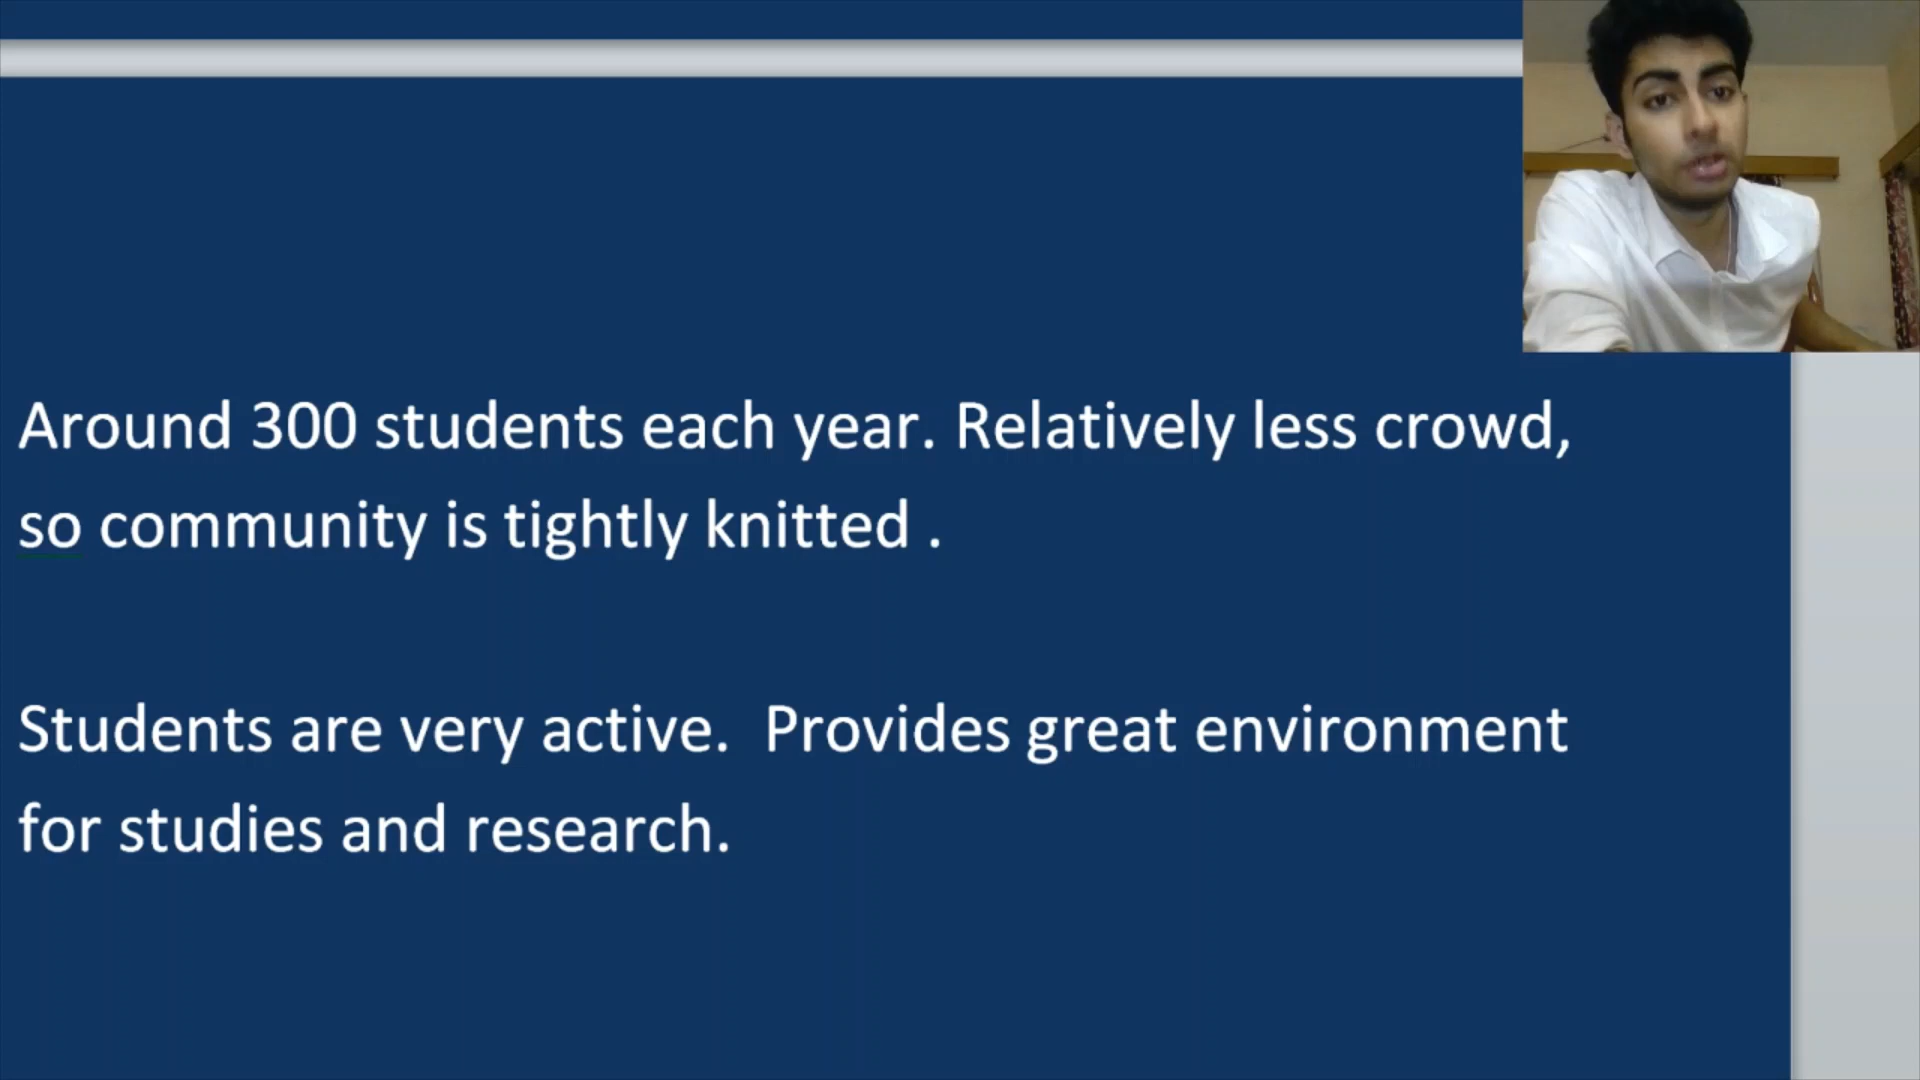 Around 300 students each year. Relatively less crowd,
so community is tightly knitted .
Students are very active.  Provides great environment
for studies and research.